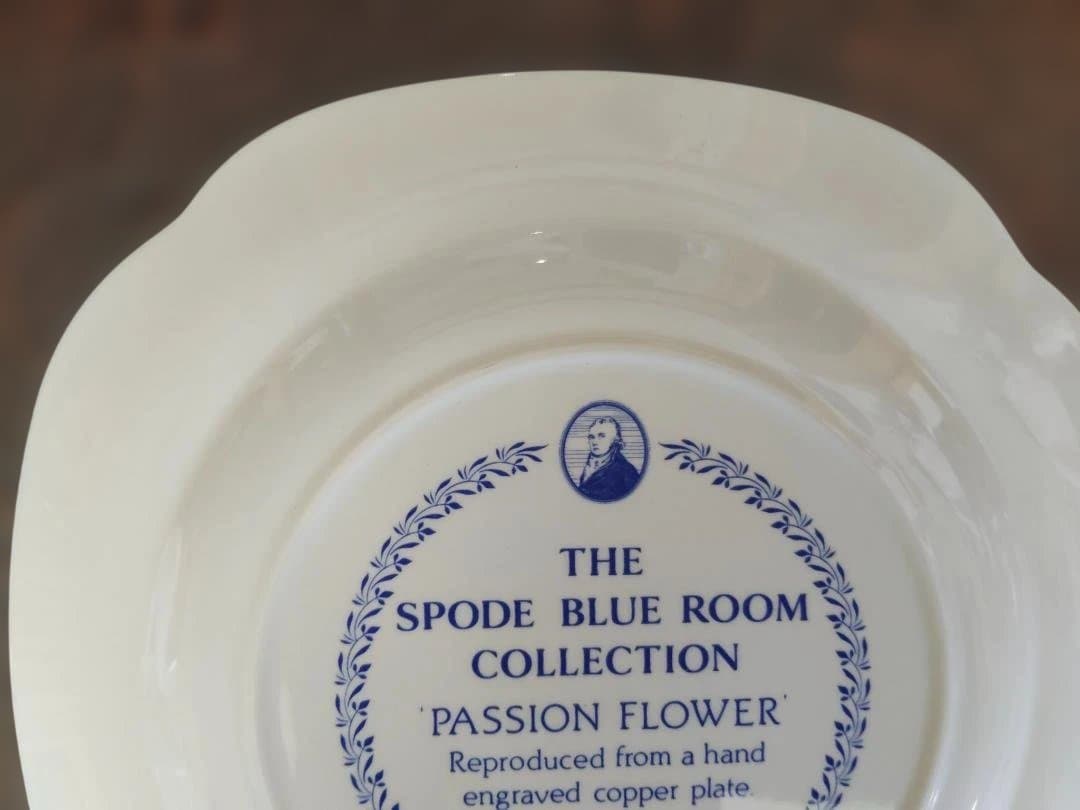 THE
SPODE BLUE ROOM
COLLECTION
'PASSION FLOWER'
Reproduced from a hand
engraved copper plate.